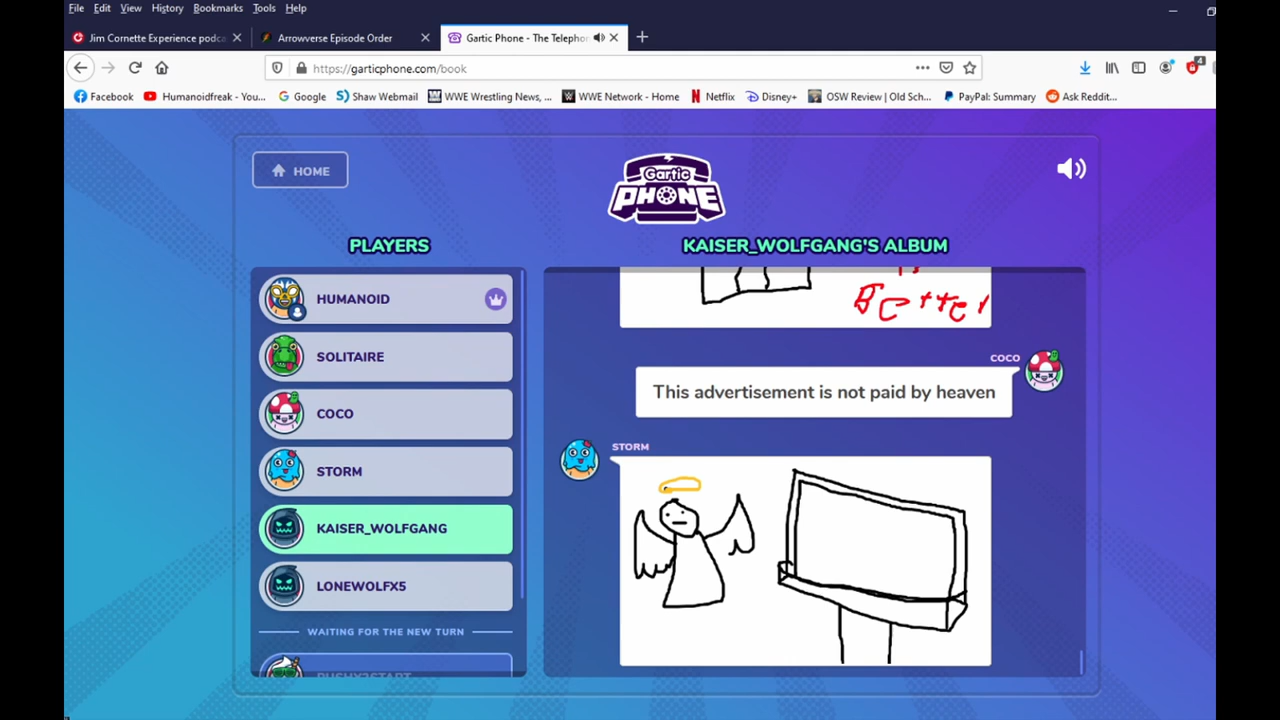 File Edit View History Bookmarks Tools Help
Jim Cornette Experience podca
Arrowverse Episode Order
Gartic Phone - The Telephon
https://garticphone.com/book
4
Facebook
Humanoidfreak - You...
Google
Shaw Webmail
WWE Wrestling News, ...
WWE Network - Home
Netflix
Disney+
OSW Review | Old Sch...
PayPal: Summary
Ask Reddit...
HOME
Gartic
PHONE
PLAYERS
KAISER_WOLFGANG'S ALBUM
HUMANOID
SOLITAIRE
COCO
STORM
KAISER_WOLFGANG
LONEWOLFX5
WAITING FOR THE NEW TURN
Better
COCO
This advertisement is not paid by heaven
STORM